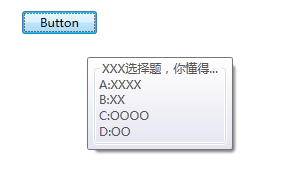 Button
XXX选择题，你懂得...
A:XXXX
B:XX
C:OOOO
D:OO